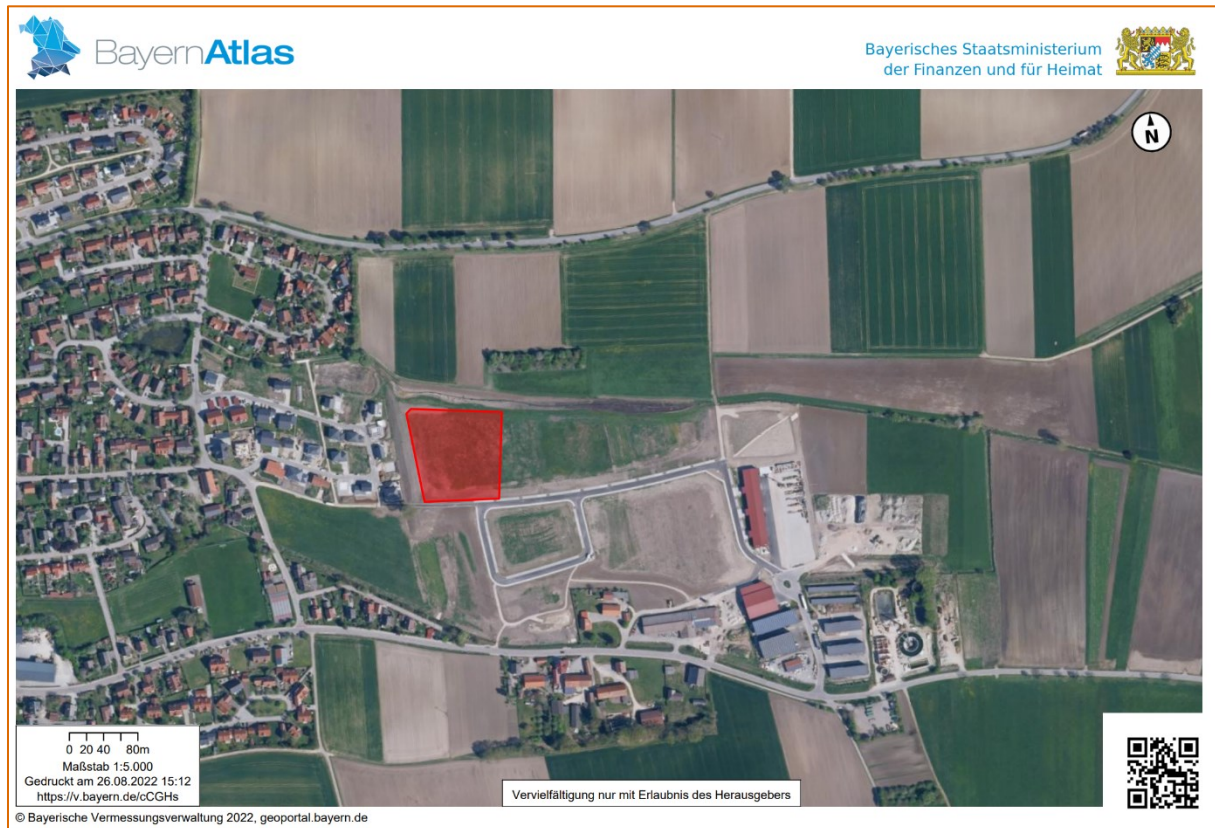 BayernAtlas
Bayerisches Staatsministerium
der Finanzen und für Heimat
N
0 20 40 80m
Maßstab 1:5.000
Gedruckt am 26.08.2022 15:12
https://v.bayern.de/cCGHs
Vervielfältigung nur mit Erlaubnis des Herausgebers
© Bayerische Vermessungsverwaltung 2022, geoportal.bayern.de